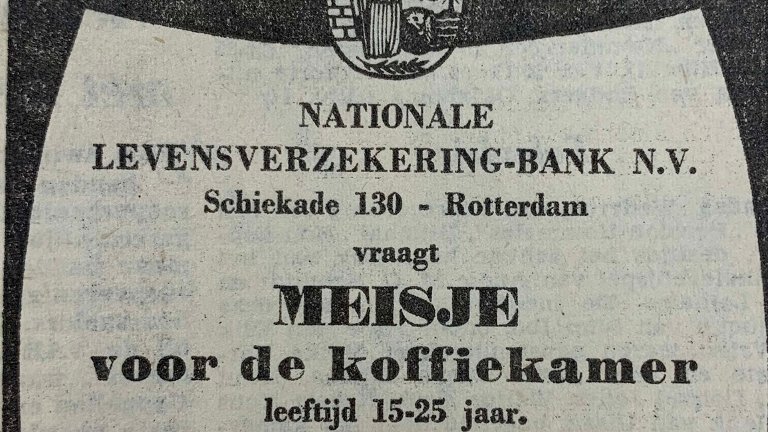 NATIONALE
LEVENSVERZEKERING-BANK N.V.
Schiekade 130 - Rotterdam
vraagt
MEISJE
voor de koffiekamer
leeftijd 15-25 jaar.